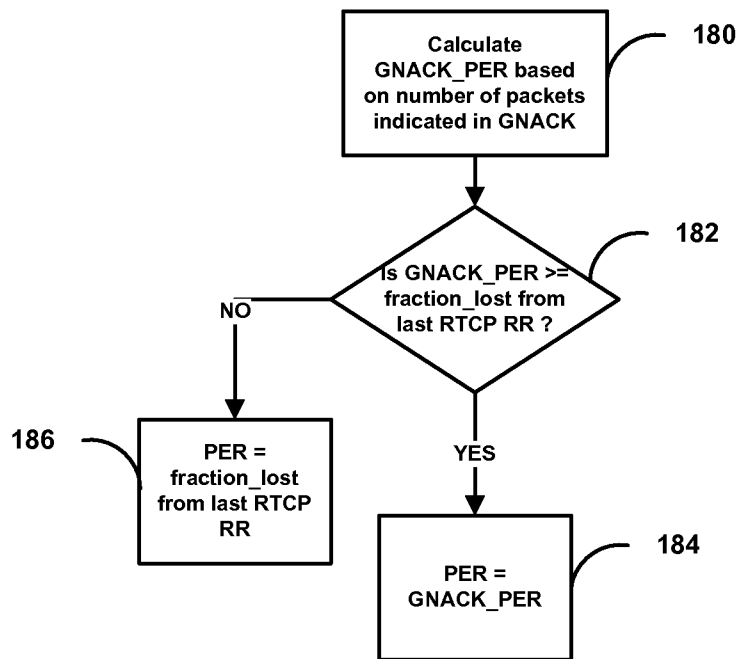 Calculate
GNACK_PER based
on number of packets
indicated in GNACK
180
Is GNACK_PER >=
fraction_lost from
last RTCP RR ?
182
NO
YES
186
PER =
fraction_lost
from last RTCP
RR
PER =
GNACK_PER
184